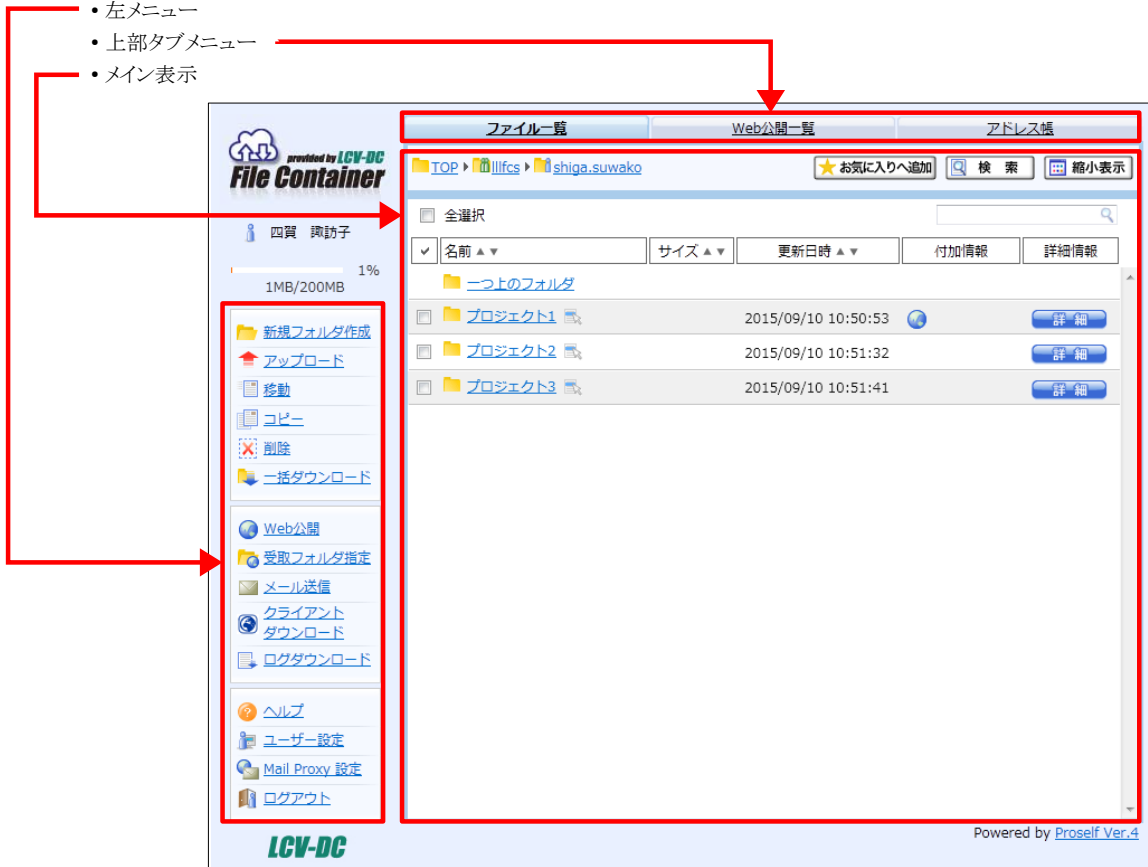 • 左メニュー
• 上部タブメニュー
• メイン表示
provided by LCV-DC
File Container
四賀　諏訪子
1%
1MB/200MB
新規フォルダ作成
アップロード
移動
コピー
削除
一括ダウンロード
Web公開
受取フォルダ指定
メール送信
クライアント
ダウンロード
ログダウンロード
ヘルプ
ユーザー設定
Mail Proxy 設定
ログアウト
LCV-DC
ファイル一覧 Web公開一覧 アドレス帳
TOP lllfcs shiga.suwako お気に入りへ追加 検 索 縮小表示
全選択
名前▲▼ サイズ▲▼ 更新日時▲▼ 付加情報 詳細情報
一つ上のフォルダ
プロジェクト1 2015/09/10 10:50:53 詳 細
プロジェクト2 2015/09/10 10:51:32 詳 細
プロジェクト3 2015/09/10 10:51:41 詳 細
Powered by Proself Ver.4